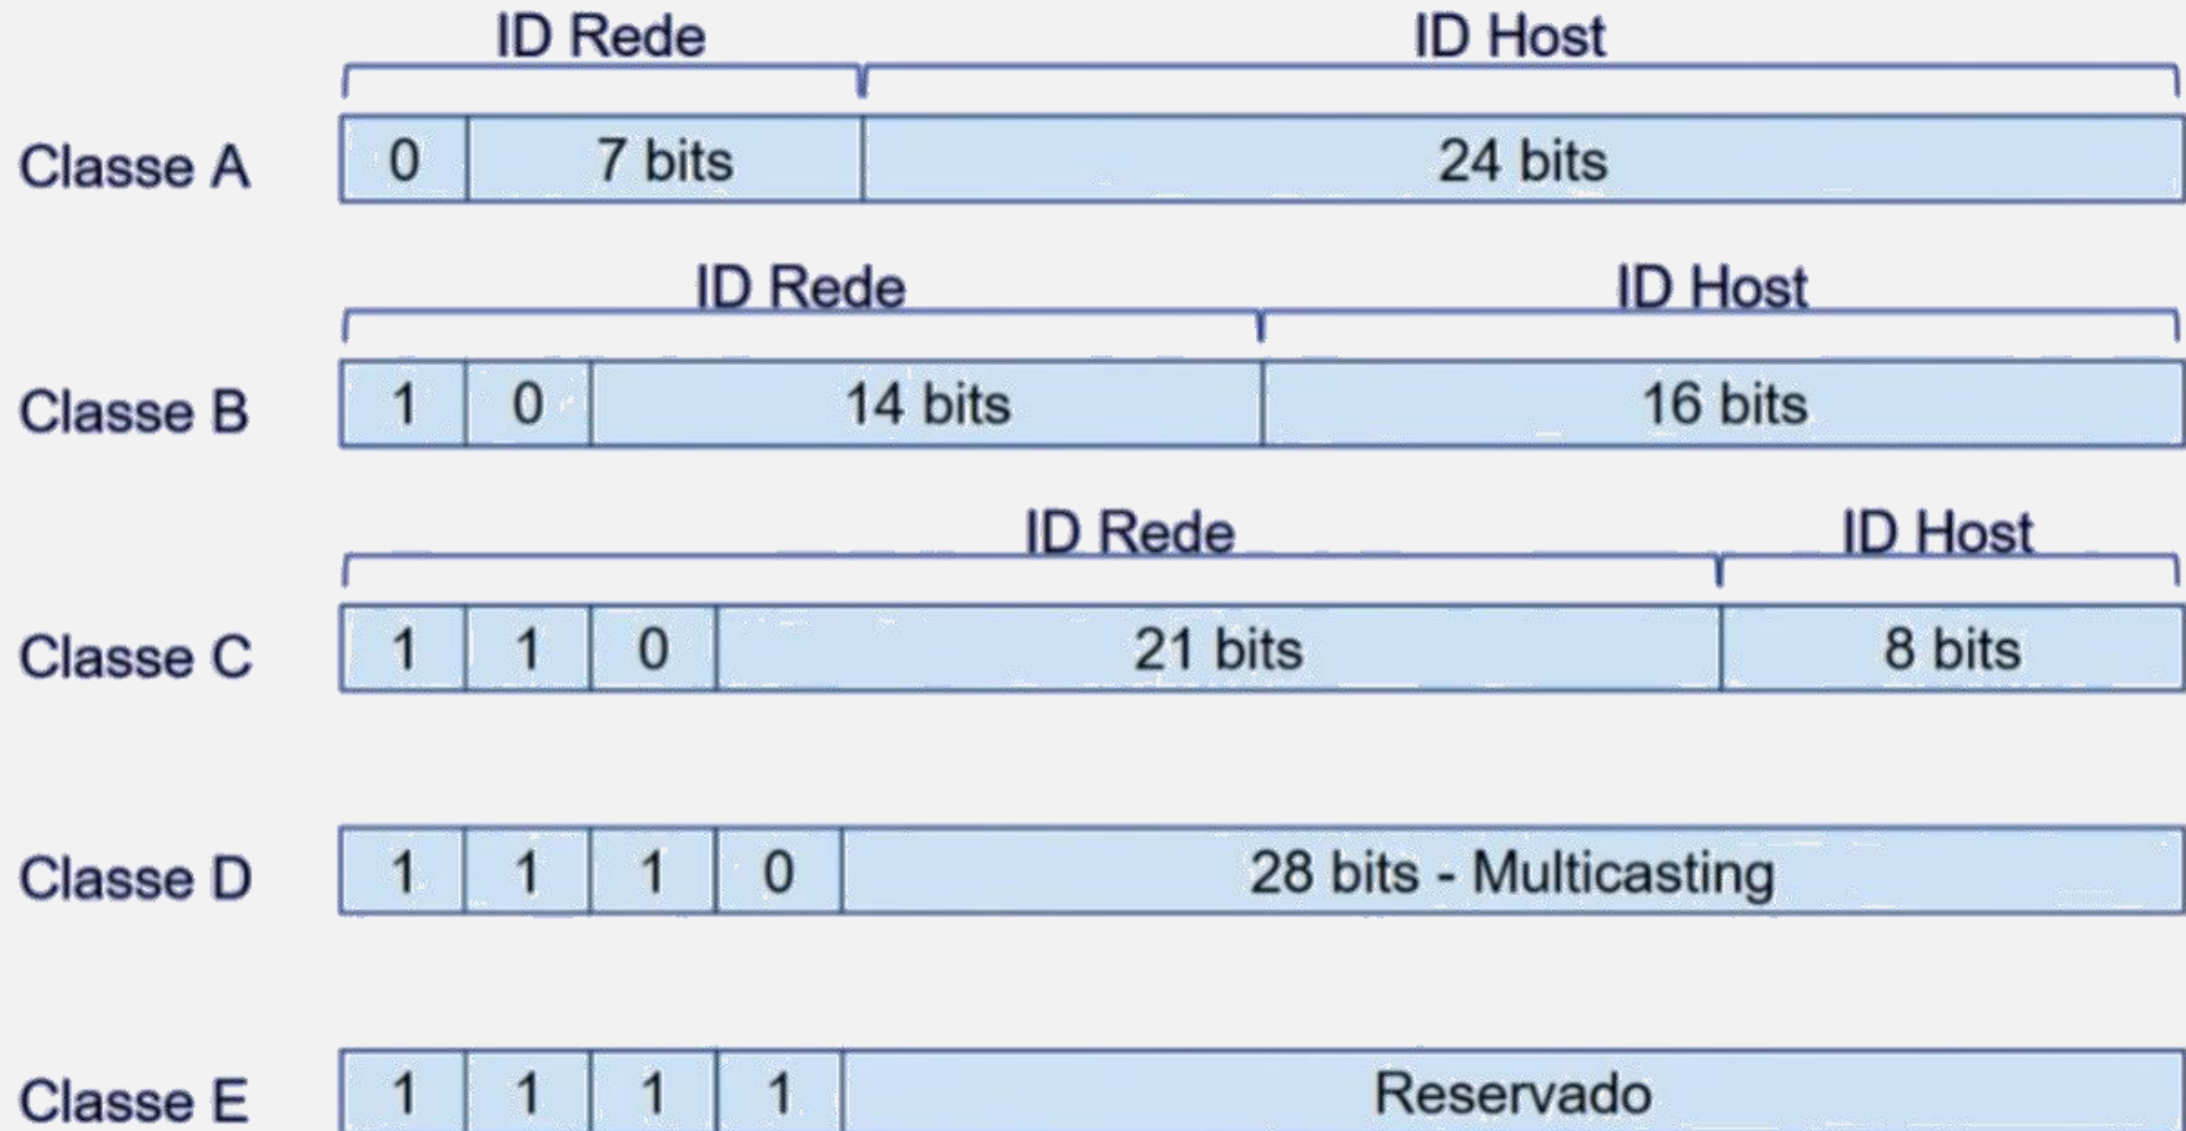 ID Rede ID Host
Classe A 0 7 bits 24 bits
ID Rede ID Host
Classe B 1 0 14 bits 16 bits
ID Rede ID Host
Classe C 1 1 0 21 bits 8 bits
Classe D 1 1 1 0 28 bits - Multicasting
Classe E 1 1 1 1 Reservado